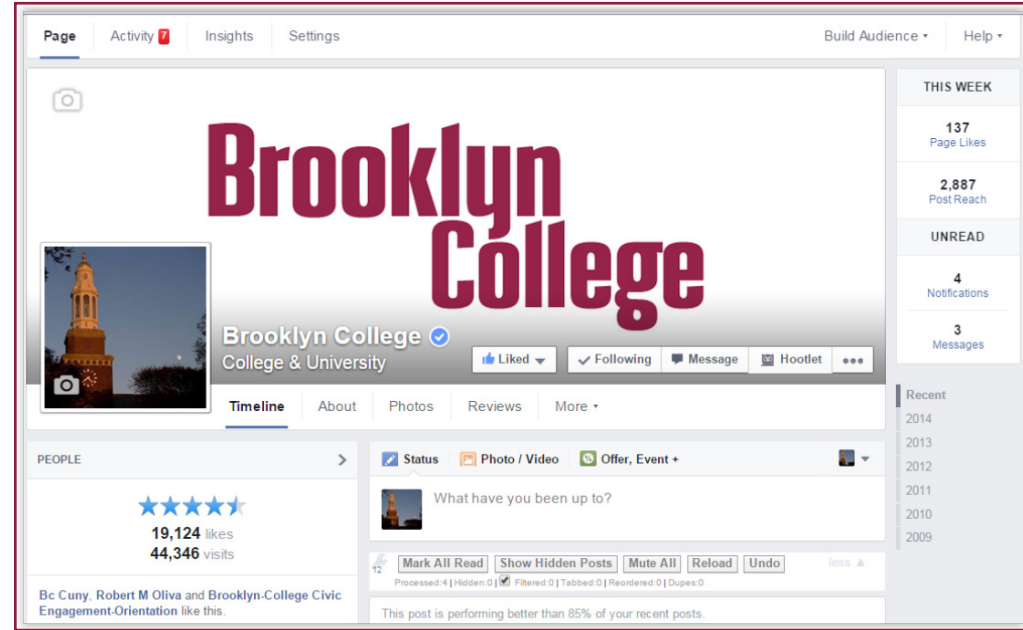 Page Activity 7 Insights Settings Build Audience Help
Brooklyn
College
Brooklyn College
College & University
Liked Following Message Hootlet
Timeline About Photos Reviews More
THIS WEEK
137
Page Likes
2,887
Post Reach
UNREAD
4
Notifications
3
Messages
Recent
2014
2013
2012
2011
2010
2009
PEOPLE
19,124 likes
44,346 visits
Bc Cuny, Robert M Oliva and Brooklyn-College Civic
Engagement-Orientation like this.
Status Photo / Video Offer, Event +
What have you been up to?
12 Mark All Read Show Hidden Posts Mute All Reload Undo less ▲
Processed:4 | Hidden:0 | Filtered:0 | Tabbed:0 | Reordered:0 | Dupes:0
This post is performing better than 85% of your recent posts.